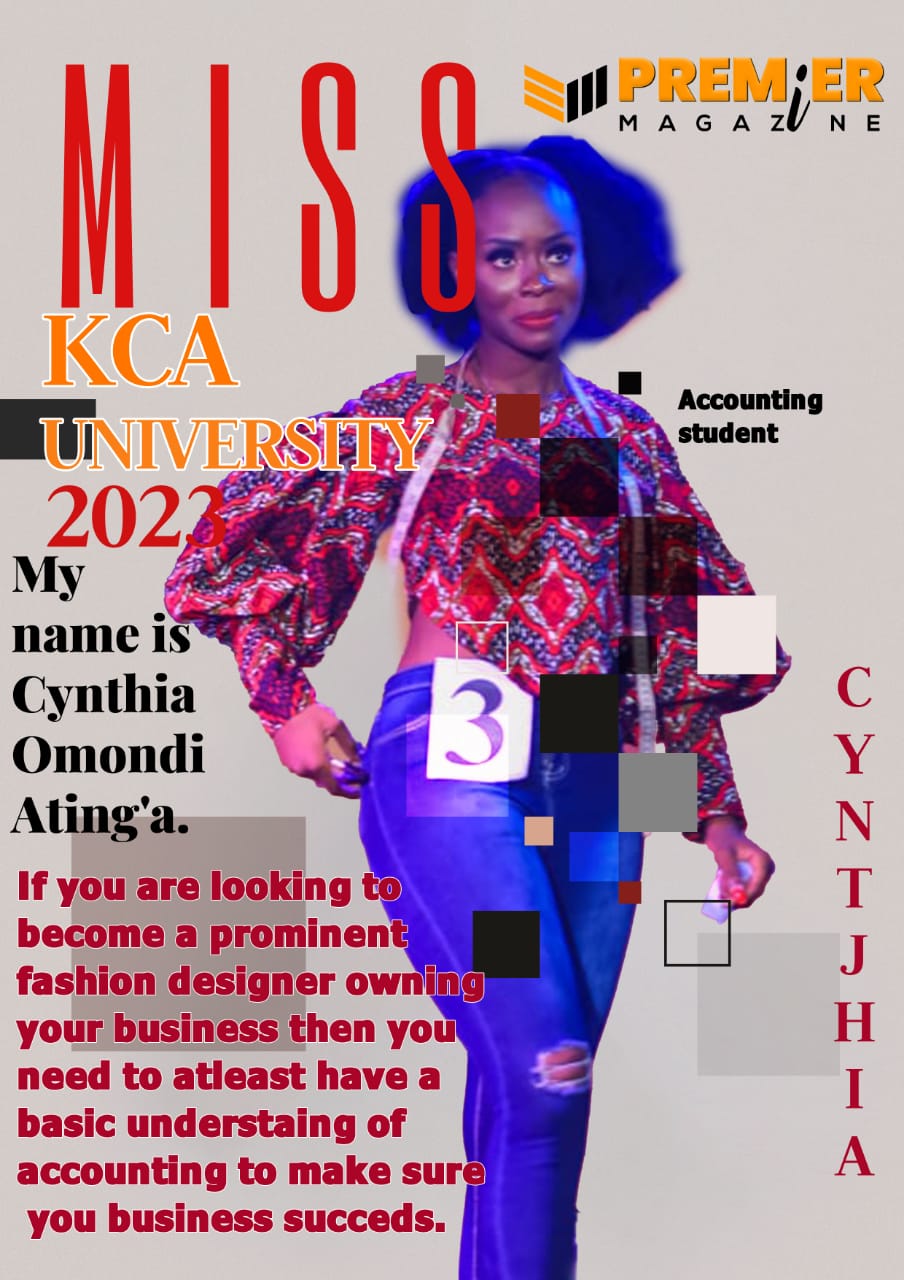 MISS
PREMiER
MAGAZiNE
KCA
UNIVERSITY
2023
Accounting
student
My
name is
Cynthia
Omondi
Ating'a.
3
CYNTJHIA
If you are looking to
become a prominent
fashion designer owning
your business then you
need to atleast have a
basic understaing of
accounting to make sure
you business succeds.